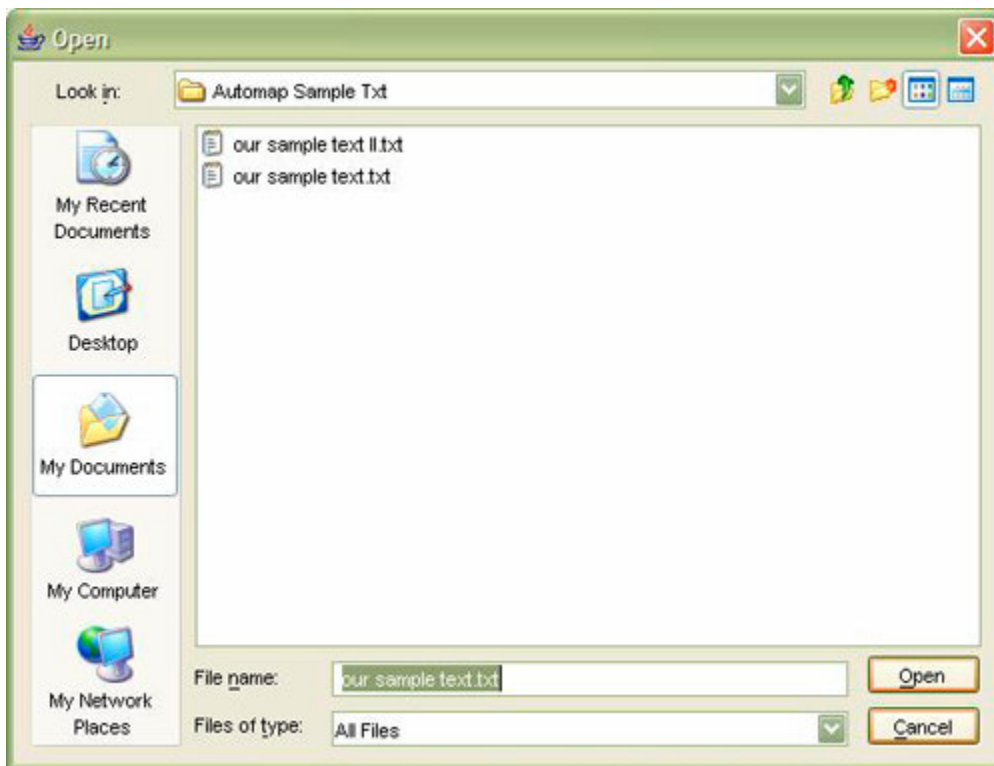 Open
Look in:
Automap Sample Txt
our sample text II.txt
our sample text.txt
My Recent
Documents
Desktop
My Documents
My Computer
My Network
Places
File name:
our sample text.txt
Open
Files of type:
All Files
Cancel